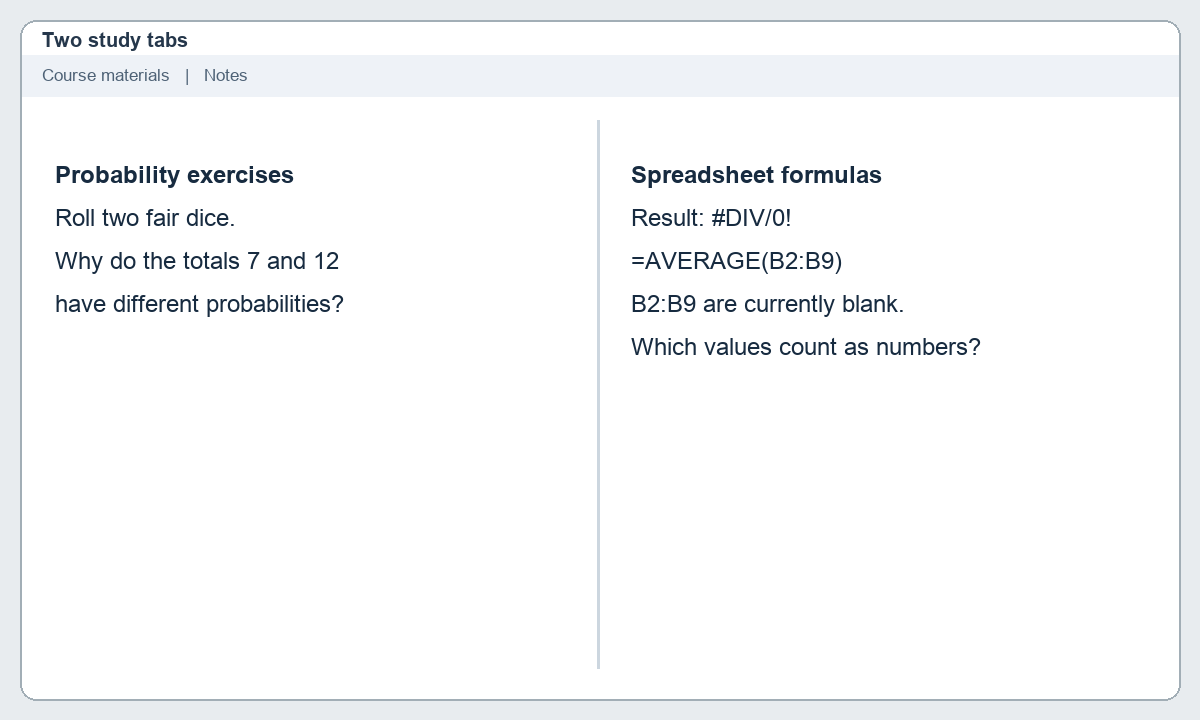 Two study tabs
Course materials | Notes
Probability exercises
Roll two fair dice.
Why do the totals 7 and 12
have different probabilities?
Spreadsheet formulas
Result: #DIV/0!
=AVERAGE(B2:B9)
B2:B9 are currently blank.
Which values count as numbers?